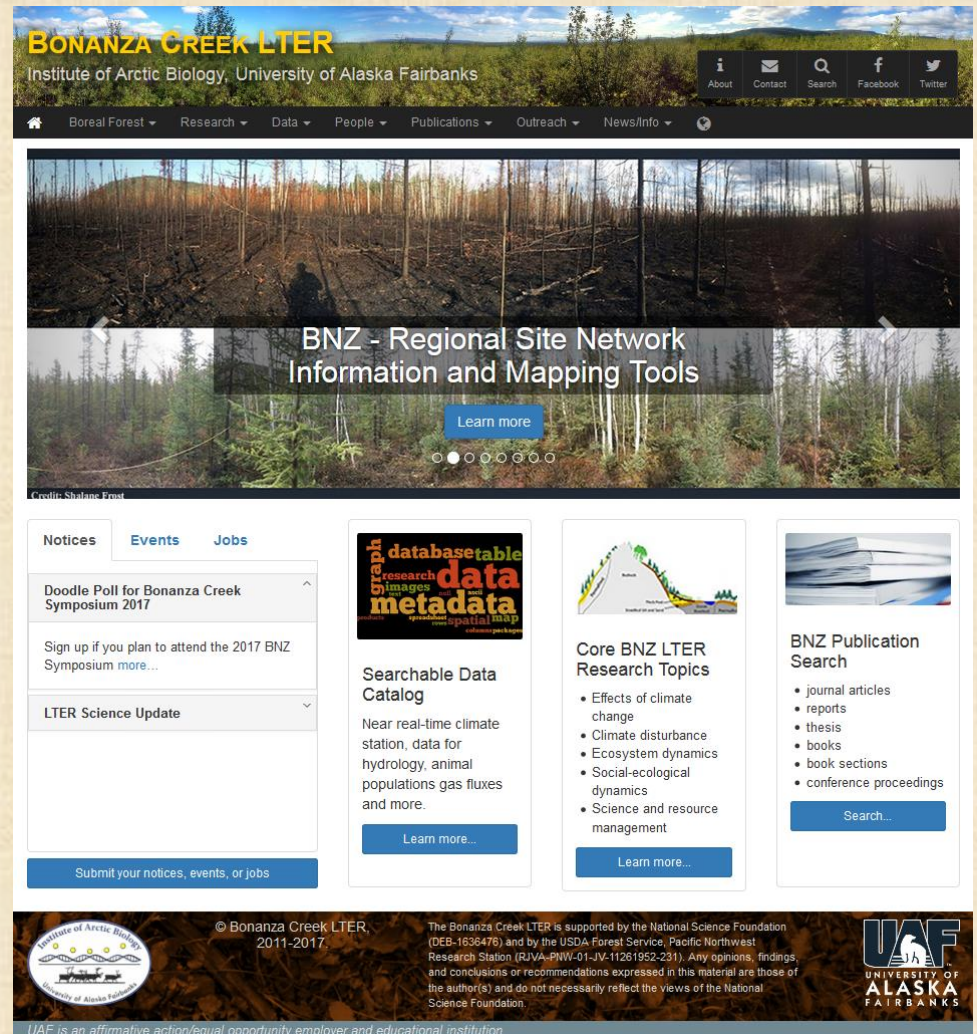 BONANZA CREEK LTER
Institute of Arctic Biology, University of Alaska Fairbanks
About Contact Search Facebook Twitter
Boreal Forest Research Data People Publications Outreach News/Info
BNZ - Regional Site Network
Information and Mapping Tools
Learn more
Credit: Shalane Frost
Notices Events Jobs
Doodle Poll for Bonanza Creek
Symposium 2017
Sign up if you plan to attend the 2017 BNZ
Symposium more...
LTER Science Update
Submit your notices, events, or jobs
graph
database table
research data
images
text
ascii
metadata
products
spreadsheet spatial map
rows
columns packages
Searchable Data
Catalog
Near real-time climate
station, data for
hydrology, animal
populations gas fluxes
and more.
Learn more...
Bedrock
Core BNZ LTER
Research Topics
• Effects of climate
change
• Climate disturbance
• Ecosystem dynamics
• Social-ecological
dynamics
• Science and resource
management
Learn more...
BNZ Publication
Search
• journal articles
• reports
• thesis
• books
• book sections
• conference proceedings
Search...
Institute of Arctic Biology
University of Alaska Fairbanks
© Bonanza Creek LTER,
2011-2017.
The Bonanza Creek LTER is supported by the National Science Foundation
(DEB-1636476) and by the USDA Forest Service, Pacific Northwest
Research Station (RJVA-PNW-01-JV-11261952-231). Any opinions, findings,
and conclusions or recommendations expressed in this material are those of
the author(s) and do not necessarily reflect the views of the National
Science Foundation.
UAF
UNIVERSITY OF
ALASKA
FAIRBANKS
UAF is an affirmative action/equal opportunity employer and educational institution